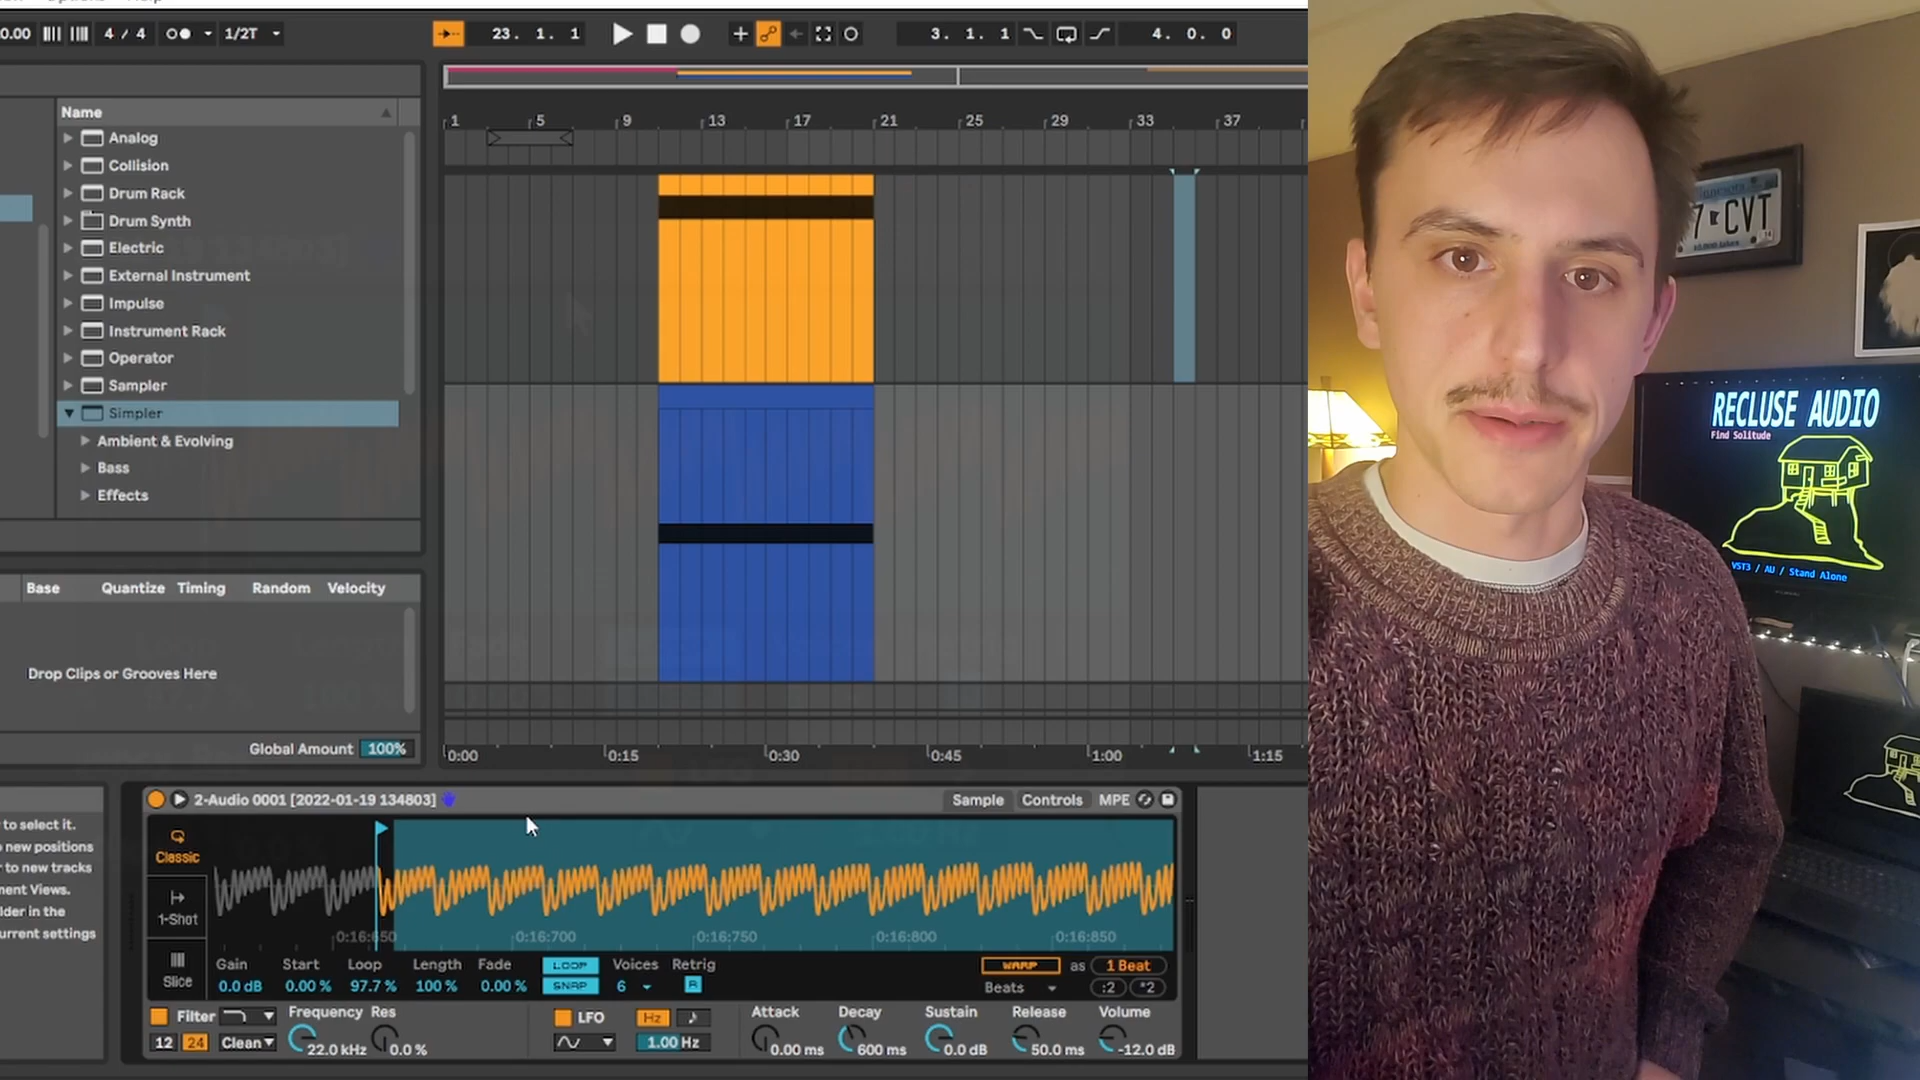 Options Help
0.00 4 / 4 1/2T 23. 1. 1 3. 1. 1 4. 0. 0
Name
Analog
Collision
Drum Rack
Drum Synth
Electric
External Instrument
Impulse
Instrument Rack
Operator
Sampler
Simpler
Ambient & Evolving
Bass
Effects
1 5 9 13 17 21 25 29 33 37
Base Quantize Timing Random Velocity
Drop Clips or Grooves Here
Global Amount 100%
0:00 0:15 0:30 0:45 1:00 1:15
to select it.
new positions
r to new tracks
ment Views.
lder in the
urrent settings
2-Audio 0001 [2022-01-19 134803] Sample Controls MPE
Classic
1-Shot
Slice
0:16:650 0:16:700 0:16:750 0:16:800 0:16:850
Gain Start Loop Length Fade LOOP Voices Retrig WARP as 1 Beat
0.0 dB 0.00 % 97.7 % 100 % 0.00 % SNAP 6 R Beats :2 *2
Filter Frequency Res LFO Hz Attack Decay Sustain Release Volume
12 24 Clean 22.0 kHz 0.0 % 1.00 Hz 0.00 ms 600 ms 0.0 dB 50.0 ms -12.0 dB
7 CVT
RECLUSE AUDIO
Find Solitude
VST3 / AU / Stand Alone